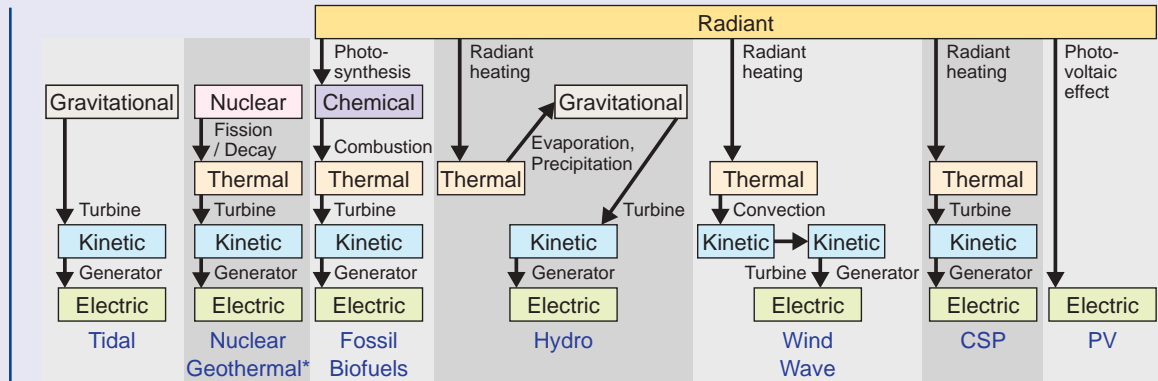 Radiant
Photo-
synthesis
Radiant
heating
Radiant
heating
Radiant
heating
Photo-
voltaic
effect
Gravitational
Nuclear
Chemical
Gravitational
Fission
/ Decay
Combustion
Evaporation,
Precipitation
Thermal
Thermal
Thermal
Thermal
Thermal
Turbine
Turbine
Turbine
Turbine
Convection
Turbine
Kinetic
Kinetic
Kinetic
Kinetic
Kinetic
Kinetic
Kinetic
Generator
Generator
Generator
Generator
Turbine
Generator
Generator
Electric
Electric
Electric
Electric
Electric
Electric
Electric
Tidal
Nuclear
Geothermal*
Fossil
Biofuels
Hydro
Wind
Wave
CSP
PV